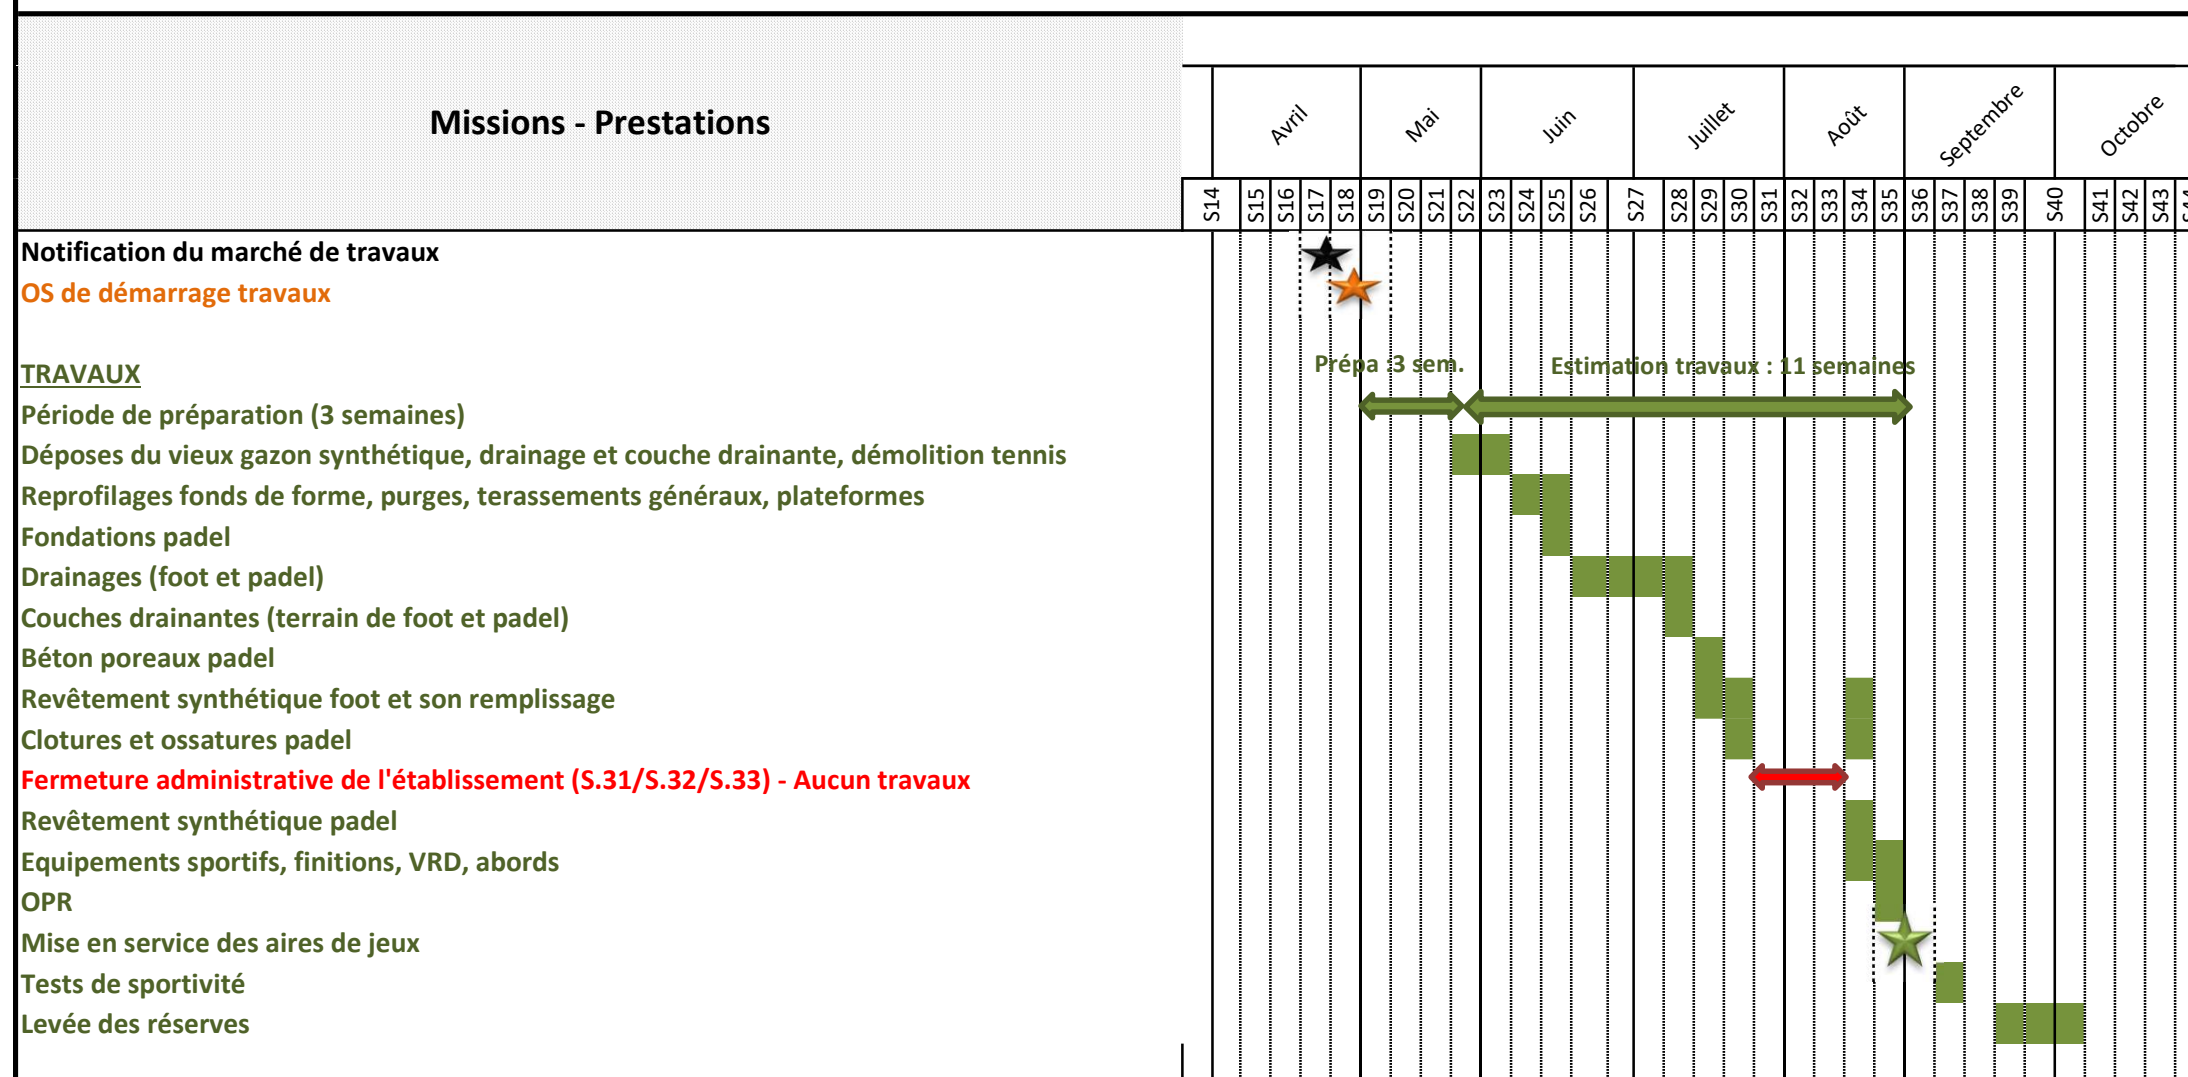 Missions - Prestations
Avril Mai Juin Juillet Août Septembre Octobre
S14 S15 S16 S17 S18 S19 S20 S21 S22 S23 S24 S25 S26 S27 S28 S29 S30 S31 S32 S33 S34 S35 S36 S37 S38 S39 S40 S41 S42 S43 S44
Notification du marché de travaux
OS de démarrage travaux
Prépa :3 sem. Estimation travaux : 11 semaines
TRAVAUX
Période de préparation (3 semaines)
Déposes du vieux gazon synthétique, drainage et couche drainante, démolition tennis
Reprofilages fonds de forme, purges, terassements généraux, plateformes
Fondations padel
Drainages (foot et padel)
Couches drainantes (terrain de foot et padel)
Béton poreaux padel
Revêtement synthétique foot et son remplissage
Clotures et ossatures padel
Fermeture administrative de l'établissement (S.31/S.32/S.33) - Aucun travaux
Revêtement synthétique padel
Equipements sportifs, finitions, VRD, abords
OPR
Mise en service des aires de jeux
Tests de sportivité
Levée des réserves